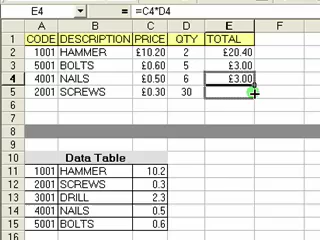 E4 =C4*D4
A B C D E F
1 CODE DESCRIPTION PRICE QTY TOTAL
2 1001 HAMMER £10.20 2 £20.40
3 5001 BOLTS £0.60 5 £3.00
4 4001 NAILS £0.50 6 £3.00
5 2001 SCREWS £0.30 30
6
7
8
9
10 Data Table
11 1001 HAMMER 10.2
12 2001 SCREWS 0.3
13 3001 DRILL 2.3
14 4001 NAILS 0.5
15 5001 BOLTS 0.6
16